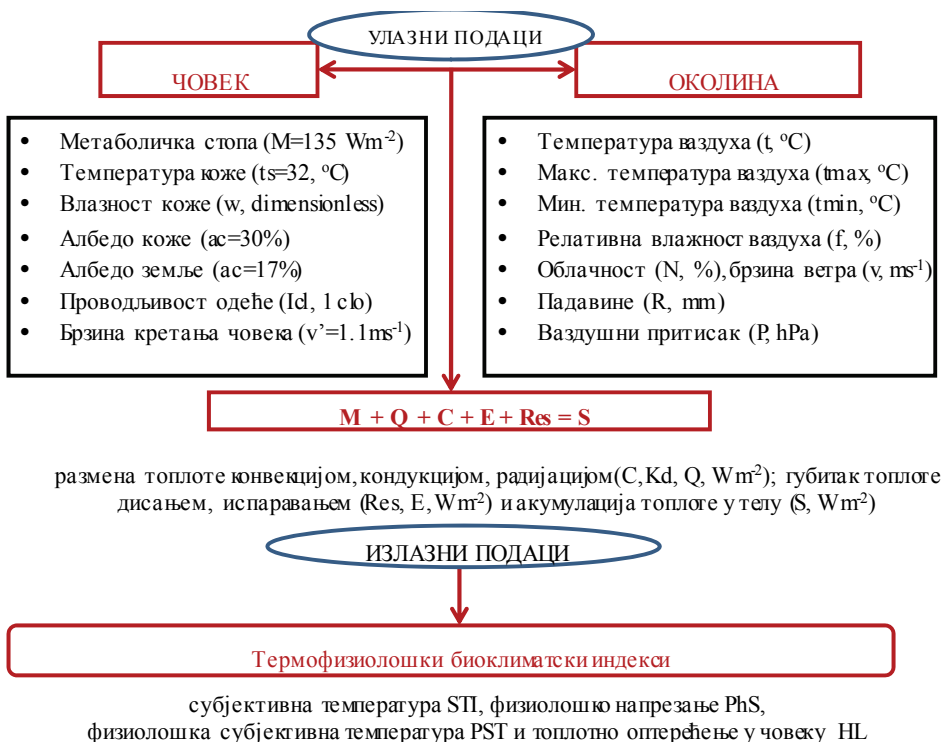 УЛАЗНИ ПОДАЦИ
ЧОВЕК
ОКОЛИНА
• Метаболичка стопа (M=135 Wm⁻²)
• Температура коже (ts=32, ᵒC)
• Влазност коже (w, dimensionless)
• Албедо коже (ac=30%)
• Албедо земље (ac=17%)
• Проводљивост одеће (Icl, 1 clo)
• Брзина кретања човека (v’=1.1ms⁻¹)
• Температура ваздуха (t, ᵒC)
• Макс. температура ваздуха (tmax, ᵒC)
• Мин. температура ваздуха (tmin, ᵒC)
• Релативна влажност ваздуха (f, %)
• Облачност (N, %), брзина ветра (v, ms⁻¹)
• Падавине (R, mm)
• Ваздушни притисак (P, hPa)
M + Q + C + E + Res = S
размена топлоте конвекцијом, кондукцијом, радијацијом (C, Kd, Q, Wm⁻²); губитак топлоте
дисањем, испаравањем (Res, E, Wm⁻²) и акумулација топлоте у телу (S, Wm⁻²)
ИЗЛАЗНИ ПОДАЦИ
Термофизиолошки биоклиматски индекси
субјективна температура STI, физиолошко напрезање PhS,
физиолошка субјективна температура PST и топлотно оптерећење у човеку HL